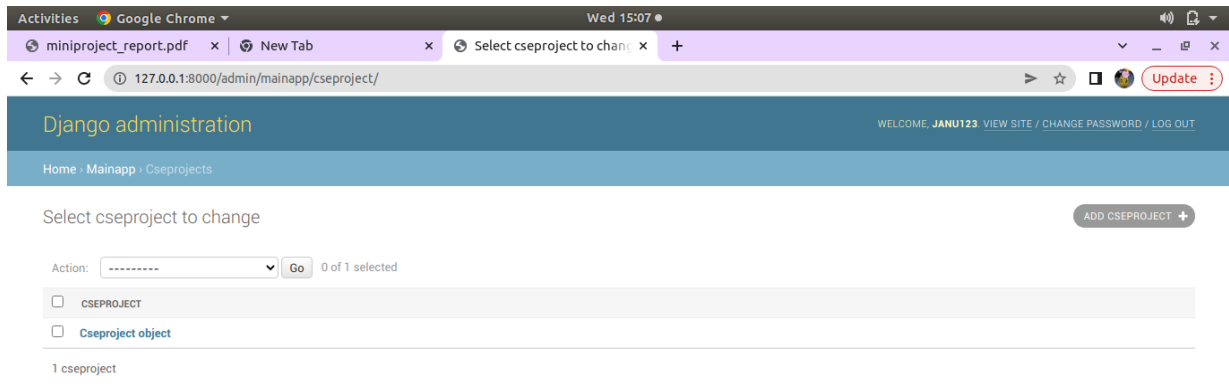 Activities Google Chrome Wed 15:07
miniproject_report.pdf New Tab Select cseproject to chang
127.0.0.1:8000/admin/mainapp/cseproject/ Update
Django administration WELCOME, JANU123. VIEW SITE / CHANGE PASSWORD / LOG OUT
Home › Mainapp › Cseprojects
Select cseproject to change ADD CSEPROJECT +
Action: --------- Go 0 of 1 selected
CSEPROJECT
Cseproject object
1 cseproject